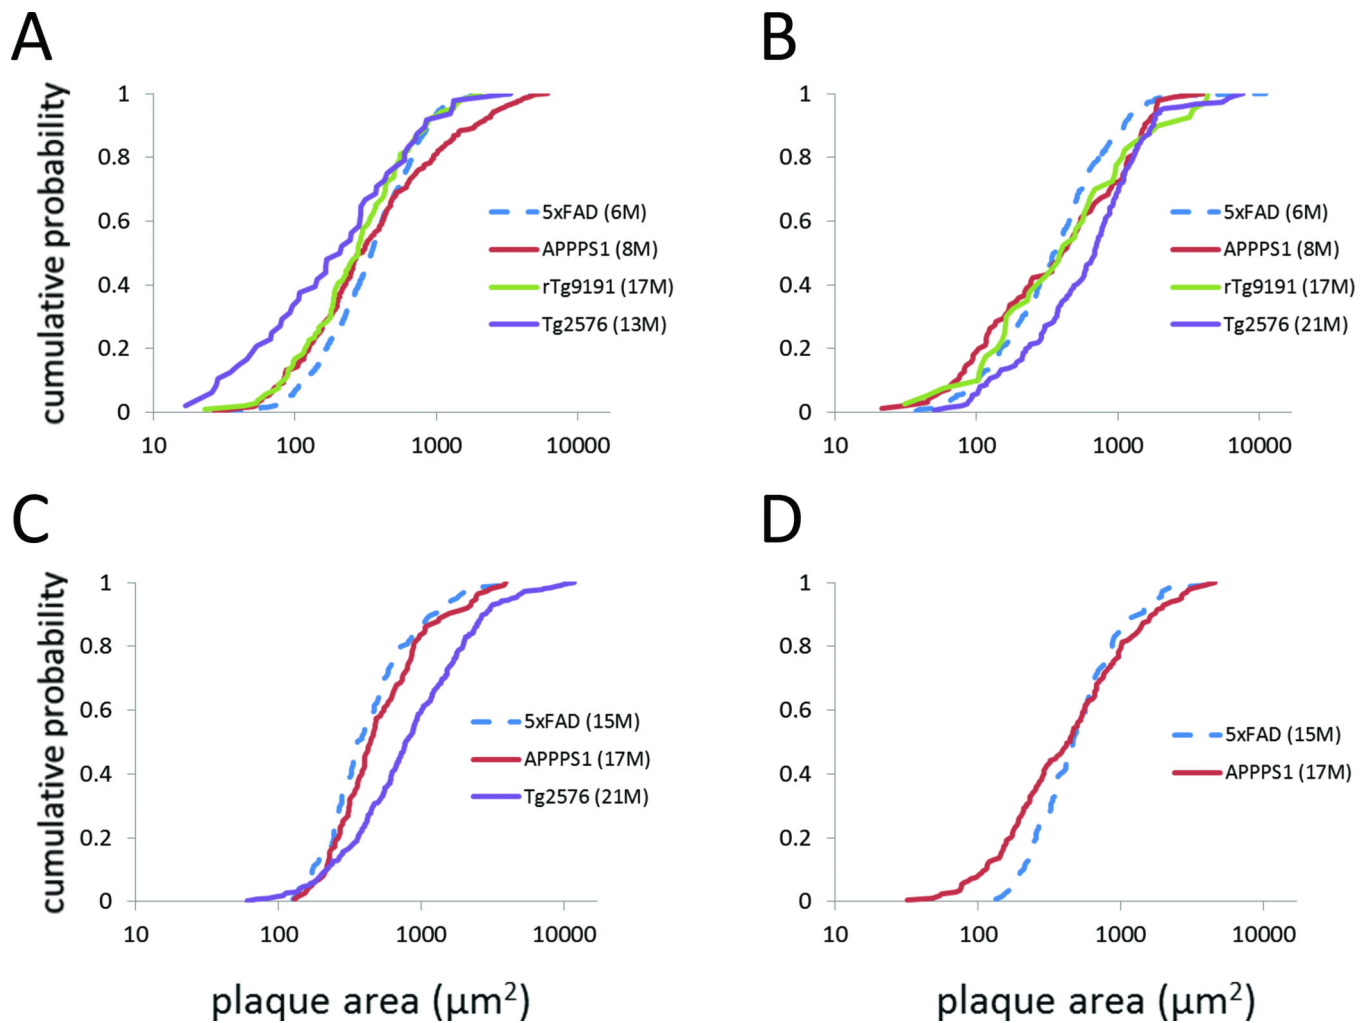 A
cumulative probability
1
0.8
0.6
0.4
0.2
0
10
100
1000
10000
5xFAD (6M)
APPPS1 (8M)
rTg9191 (17M)
Tg2576 (13M)
B
cumulative probability
1
0.8
0.6
0.4
0.2
0
10
100
1000
10000
5xFAD (6M)
APPPS1 (8M)
rTg9191 (17M)
Tg2576 (21M)
C
cumulative probability
1
0.8
0.6
0.4
0.2
0
10
100
1000
10000
5xFAD (15M)
APPPS1 (17M)
Tg2576 (21M)
plaque area (µm²)
D
1
0.8
0.6
0.4
0.2
0
10
100
1000
10000
5xFAD (15M)
APPPS1 (17M)
plaque area (µm²)